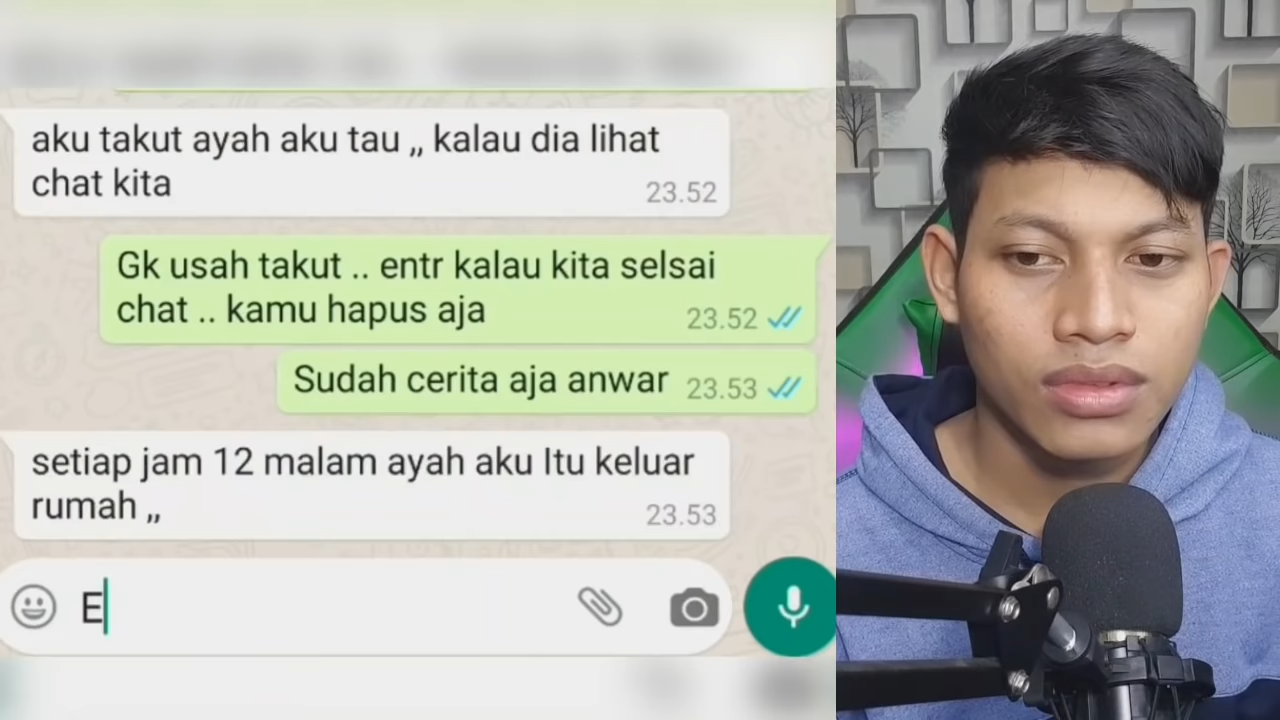 aku takut ayah aku tau ,, kalau dia lihat
chat kita
23.52
Gk usah takut .. entr kalau kita selsai
chat .. kamu hapus aja
23.52
Sudah cerita aja anwar
23.53
setiap jam 12 malam ayah aku Itu keluar
rumah ,,
23.53
E